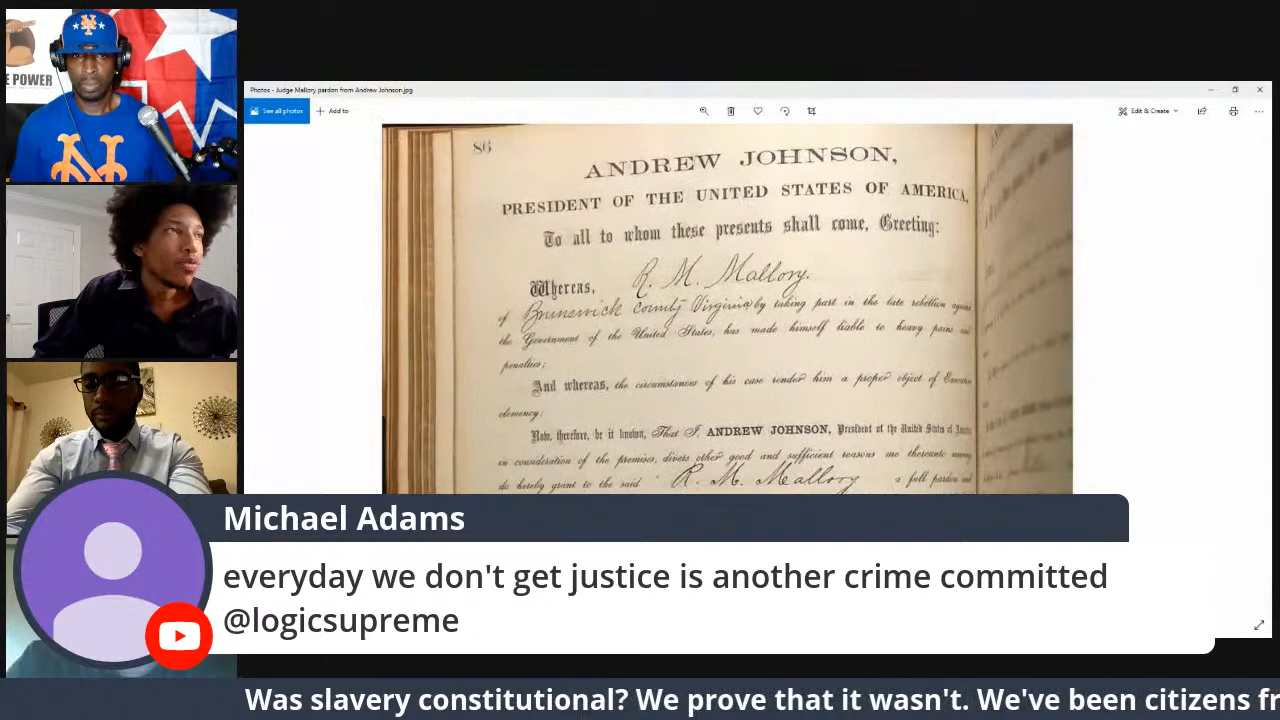 E POWER
NY
Photos - Judge Mallory pardon from Andrew Johnson.jpg
See all photos
Add to
Edit & Create
86
ANDREW JOHNSON,
PRESIDENT OF THE UNITED STATES OF AMERICA,
To all to whom these presents shall come, Greeting:
Whereas, R. M. Mallory.
of Brunswick County Virginia by taking part in the late rebellion against
the Government of the United States, has made himself liable to heavy pains and
penalties;
And whereas, the circumstances of his case render him a proper object of Executive
clemency:
Now, therefore, be it known, That I, ANDREW JOHNSON, President of the United States of
in consideration of the premises, divers other good and sufficient reasons me thereunto moving
do hereby grant to the said R. M. Mallory a full pardon and
Michael Adams
everyday we don't get justice is another crime committed
@logicsupreme
Was slavery constitutional? We prove that it wasn't. We've been citizens fr